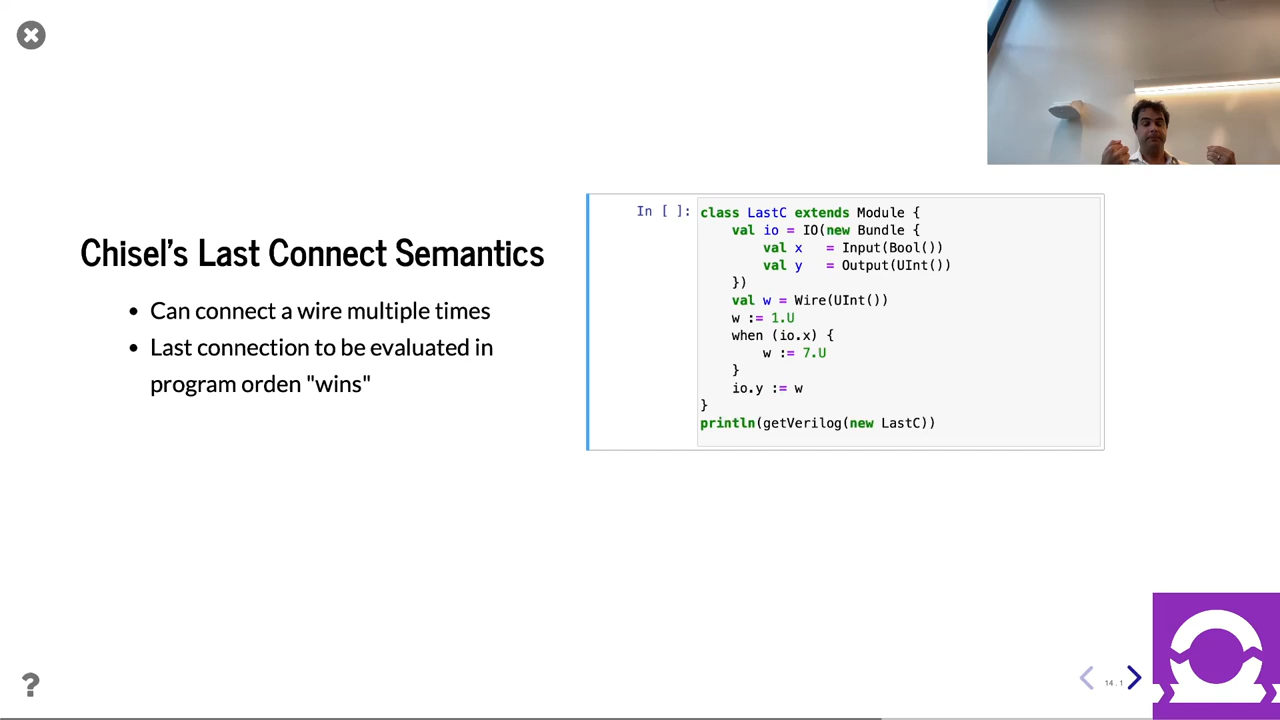 Chisel's Last Connect Semantics
• Can connect a wire multiple times
• Last connection to be evaluated in
program orden "wins"
In [ ]:
class LastC extends Module {
    val io = IO(new Bundle {
        val x   = Input(Bool())
        val y   = Output(UInt())
    })
    val w = Wire(UInt())
    w := 1.U
    when (io.x) {
        w := 7.U
    }
    io.y := w
}
println(getVerilog(new LastC))
?
14.1